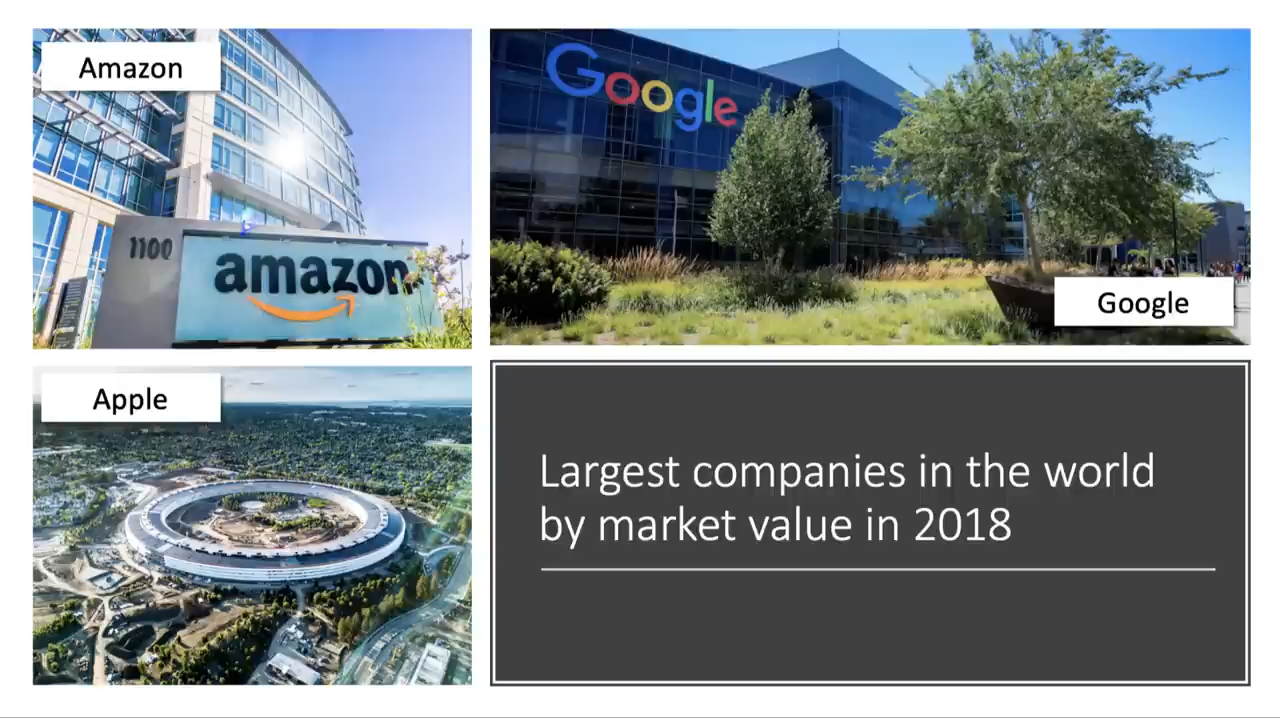 Amazon
1100
amazon
Google
Google
Apple
Largest companies in the world
by market value in 2018